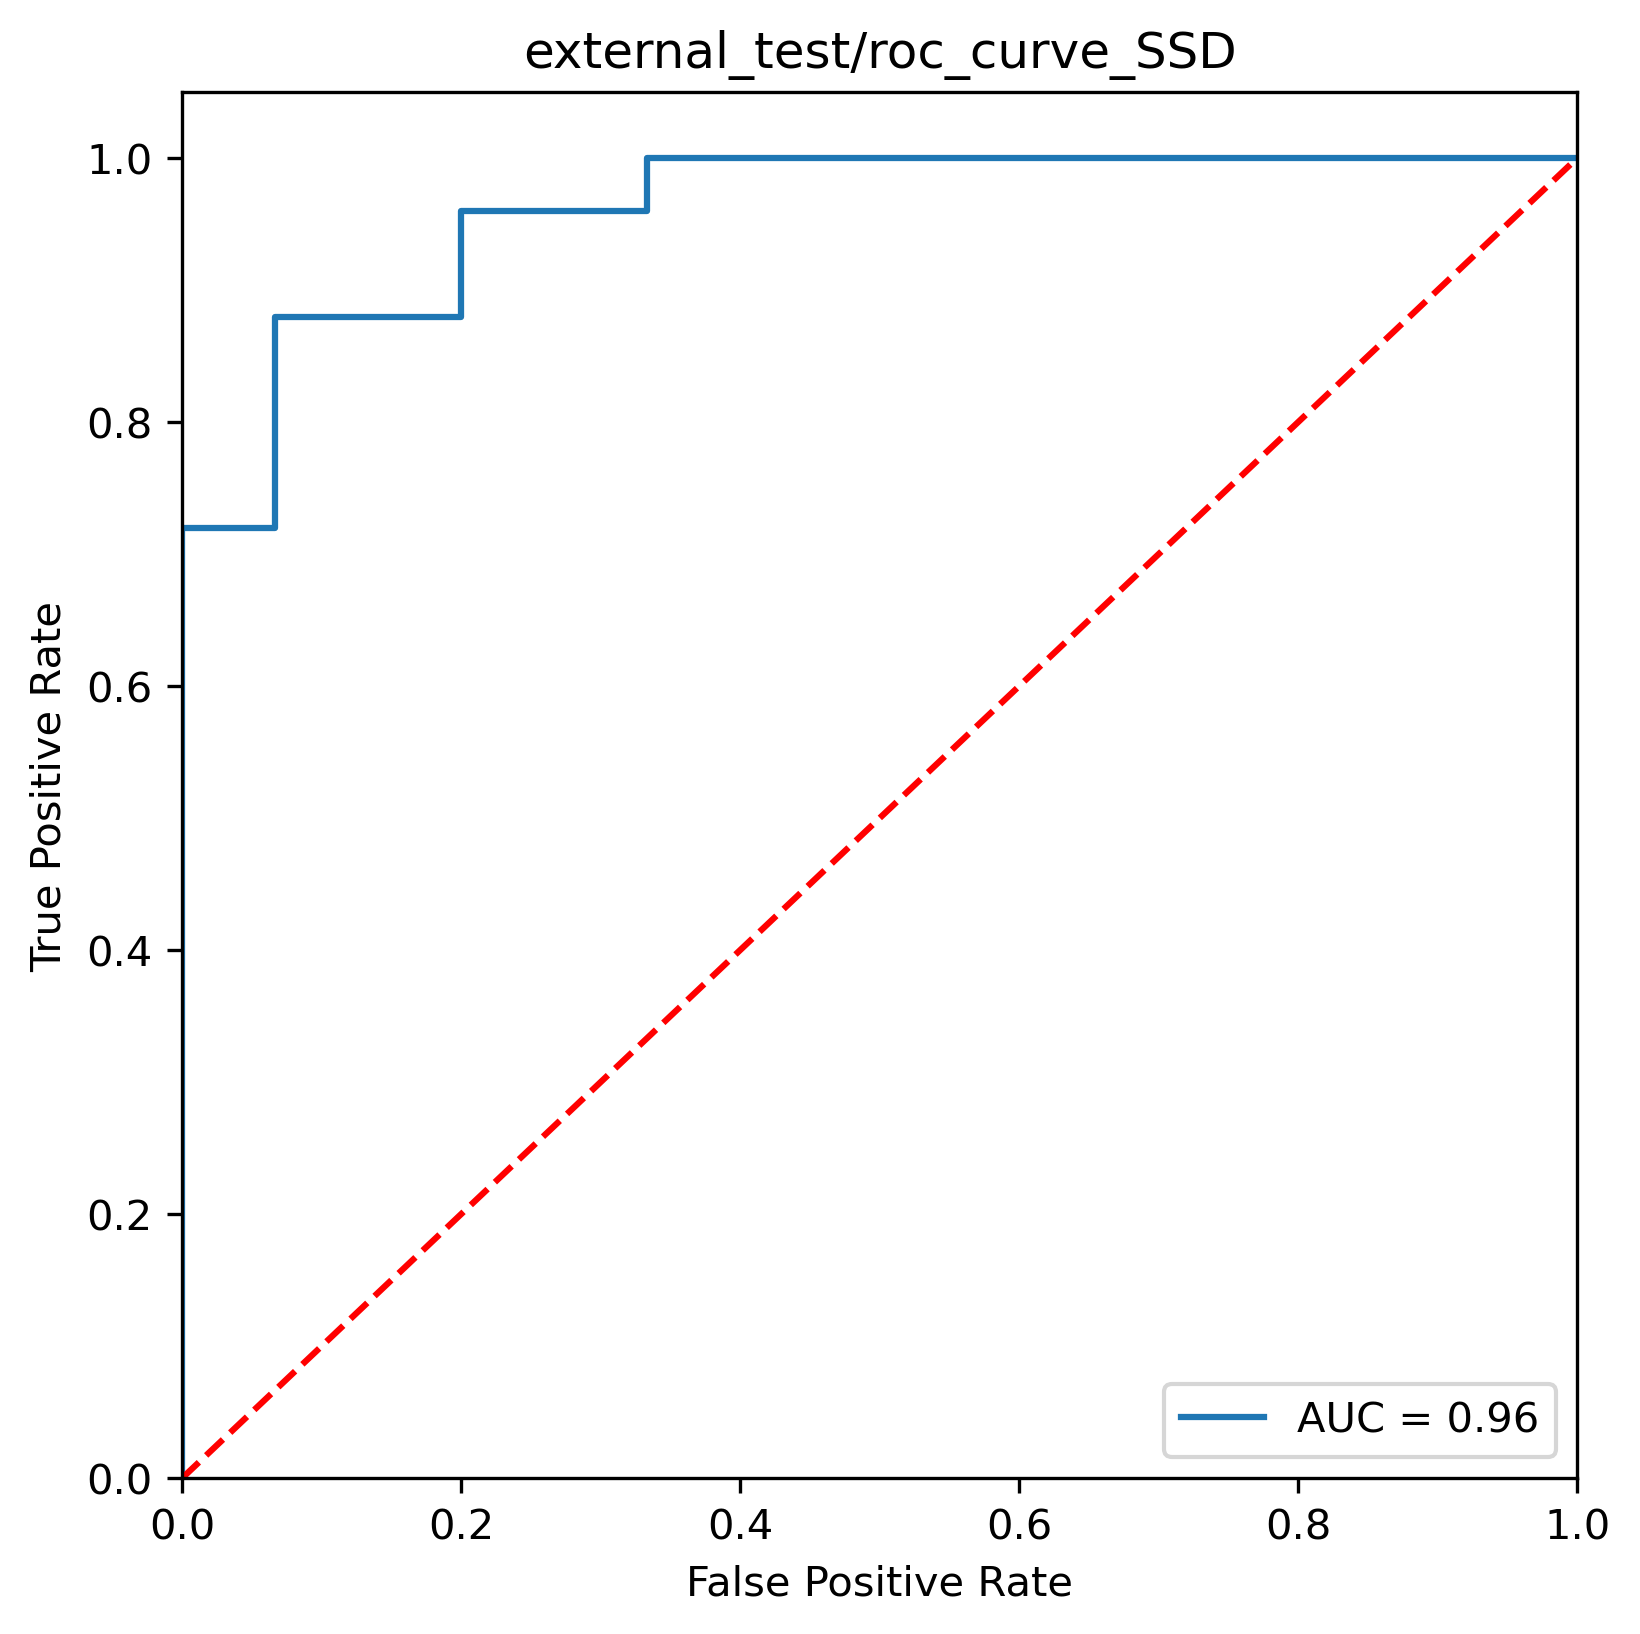 external_test/roc_curve_SSD
True Positive Rate
1.0
0.8
0.6
0.4
0.2
0.0
0.0 0.2 0.4 0.6 0.8 1.0
False Positive Rate
AUC = 0.96